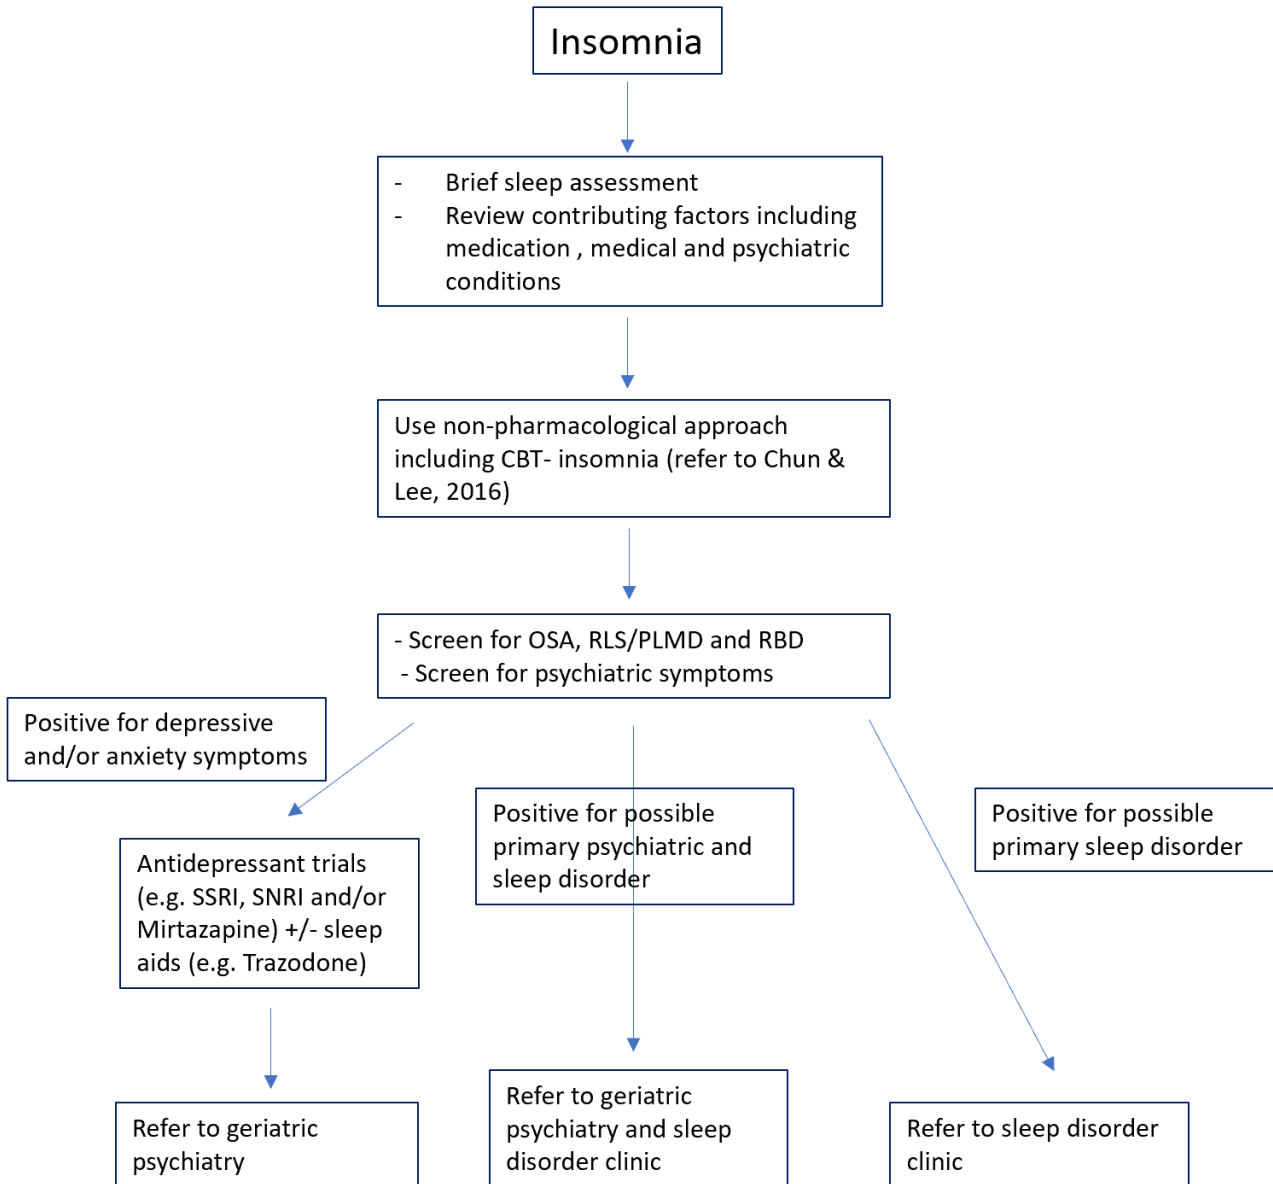 Insomnia
- Brief sleep assessment
- Review contributing factors including
medication , medical and psychiatric
conditions
Use non-pharmacological approach
including CBT- insomnia (refer to Chun &
Lee, 2016)
- Screen for OSA, RLS/PLMD and RBD
- Screen for psychiatric symptoms
Positive for depressive
and/or anxiety symptoms
Positive for possible
primary psychiatric and
sleep disorder
Positive for possible
primary sleep disorder
Antidepressant trials
(e.g. SSRI, SNRI and/or
Mirtazapine) +/- sleep
aids (e.g. Trazodone)
Refer to geriatric
psychiatry
Refer to geriatric
psychiatry and sleep
disorder clinic
Refer to sleep disorder
clinic